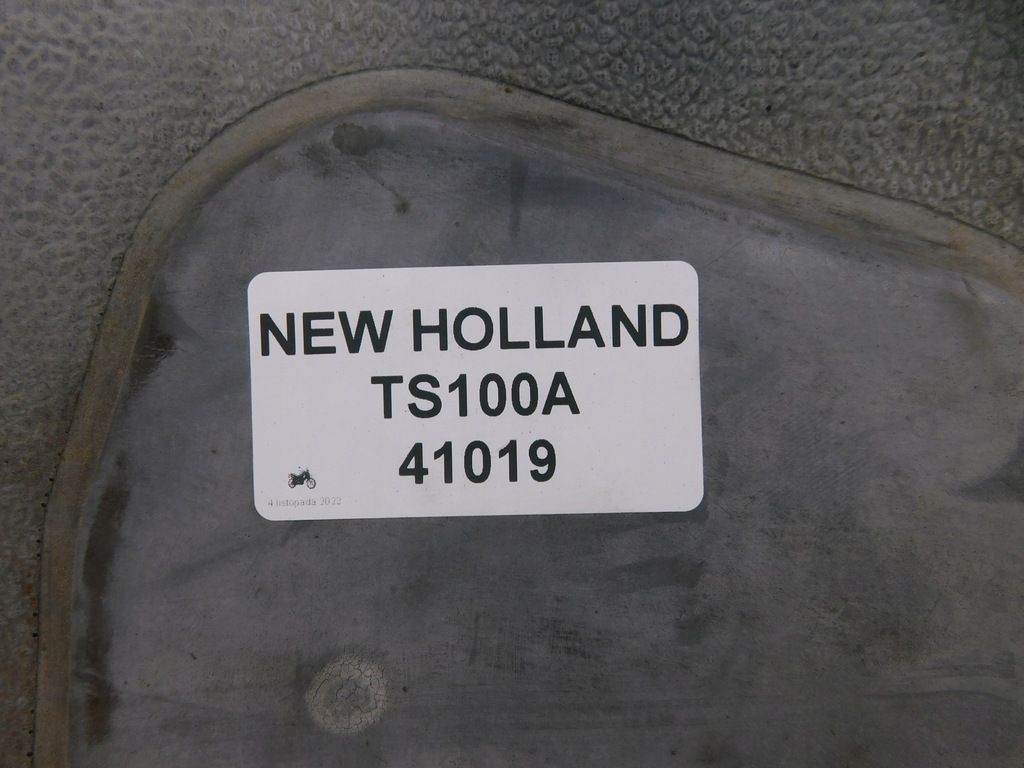 NEW HOLLAND
TS100A
41019
4 listopada 2022